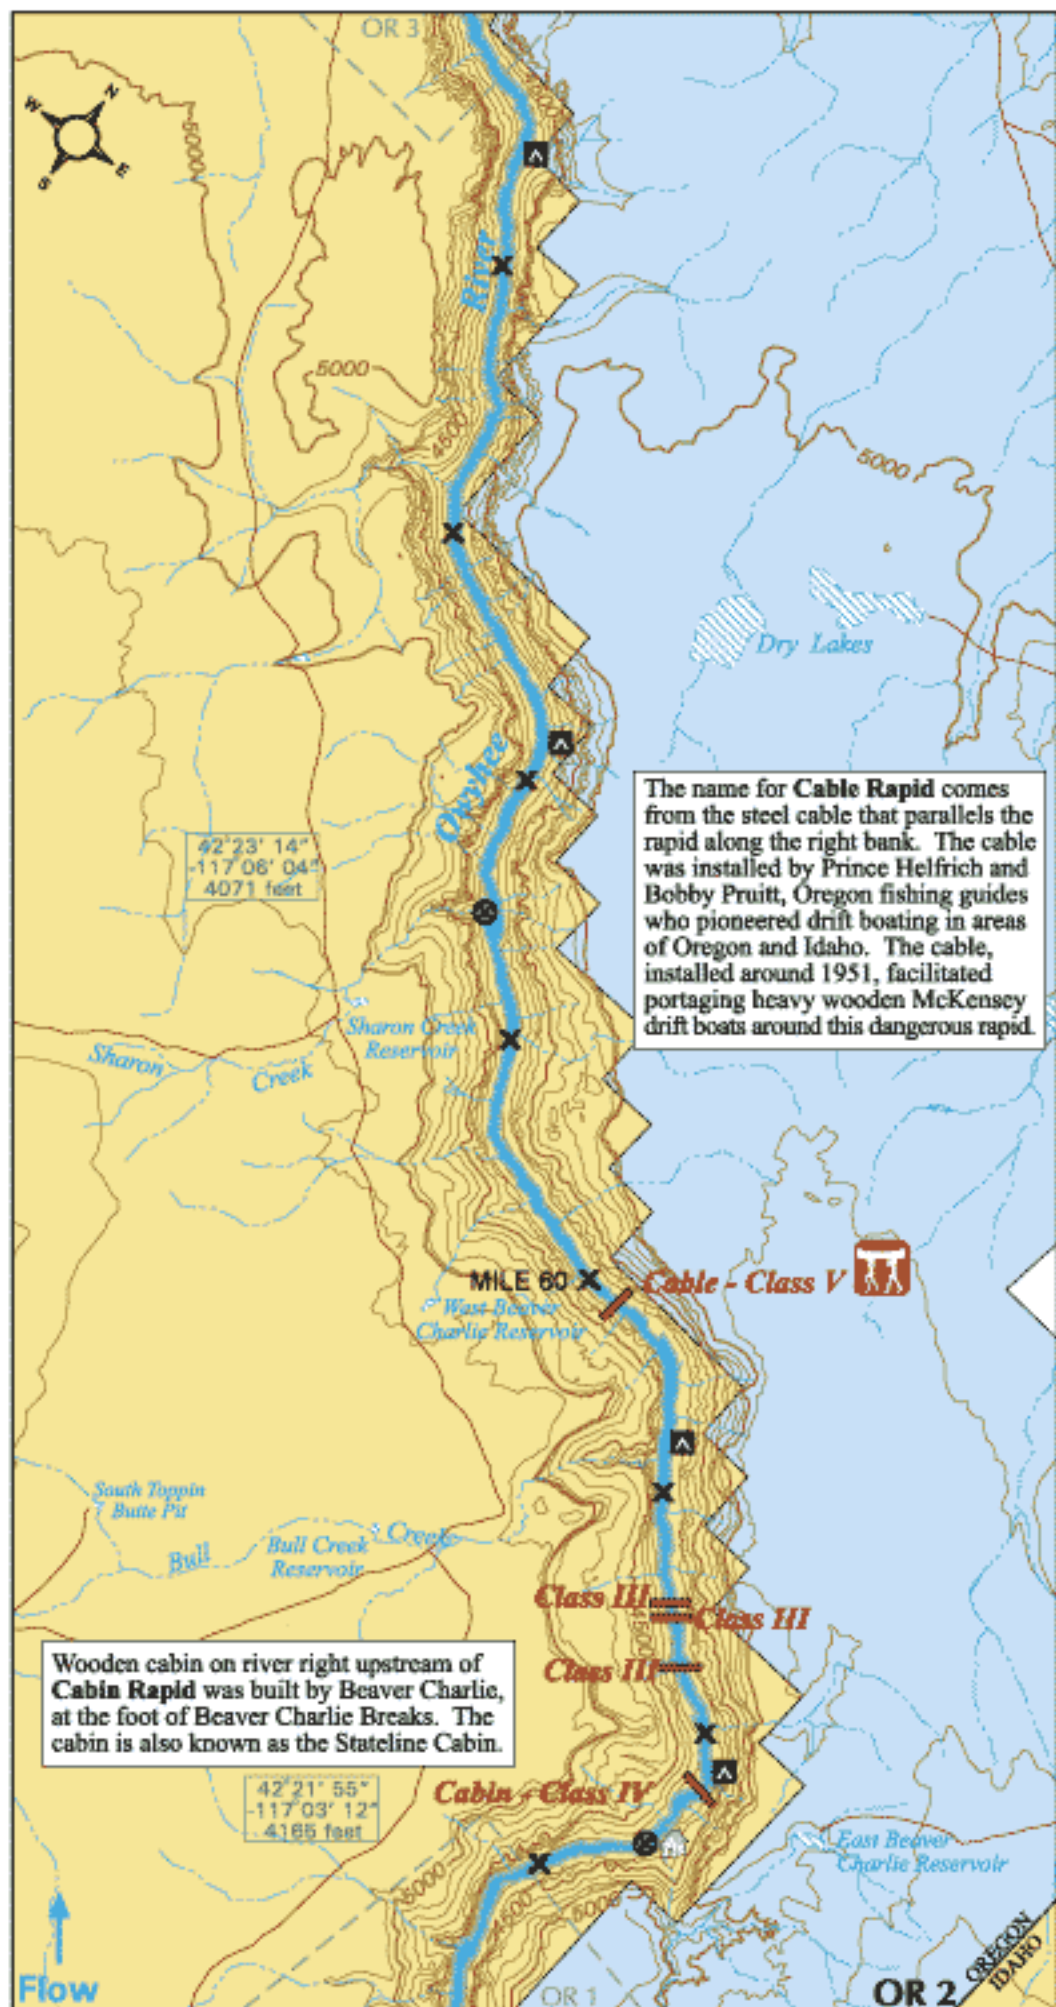 OR 3
N
W
E
S
5000
River
5000
4500
5000
Dry Lakes
Owyhee
The name for Cable Rapid comes
from the steel cable that parallels the
rapid along the right bank. The cable
was installed by Prince Helfrich and
Bobby Pruitt, Oregon fishing guides
who pioneered drift boating in areas
of Oregon and Idaho. The cable,
installed around 1951, facilitated
portaging heavy wooden McKensey
drift boats around this dangerous rapid.
42°23' 14"
-117°06' 04"
4071 feet
Sharon Creek
Reservoir
Sharon Creek
MILE 60
Cable - Class V
West Beaver
Charlie Reservoir
South Toppin
Butte Pit
Bull Creek
Bull Creek
Reservoir
Class III
Class III
5000
Class III
Wooden cabin on river right upstream of
Cabin Rapid was built by Beaver Charlie,
at the foot of Beaver Charlie Breaks. The
cabin is also known as the Stateline Cabin.
42°21' 55"
-117°03' 12"
4165 feet
Cabin - Class IV
East Beaver
Charlie Reservoir
5000
4500
5000
Flow
OR 1
OR 2
OREGON
IDAHO